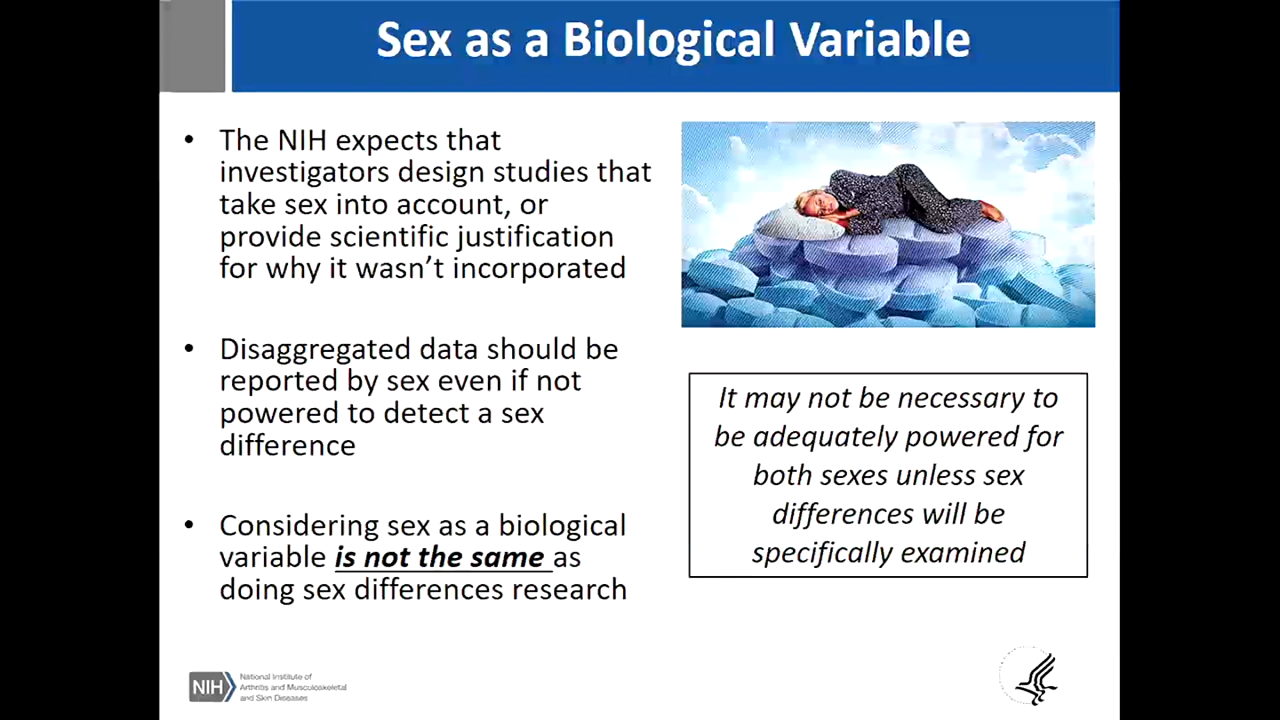 Sex as a Biological Variable
• The NIH expects that
investigators design studies that
take sex into account, or
provide scientific justification
for why it wasn't incorporated
• Disaggregated data should be
reported by sex even if not
powered to detect a sex
difference
• Considering sex as a biological
variable is not the same as
doing sex differences research
It may not be necessary to
be adequately powered for
both sexes unless sex
differences will be
specifically examined
NIH
National Institute of
Arthritis and Musculoskeletal
and Skin Diseases